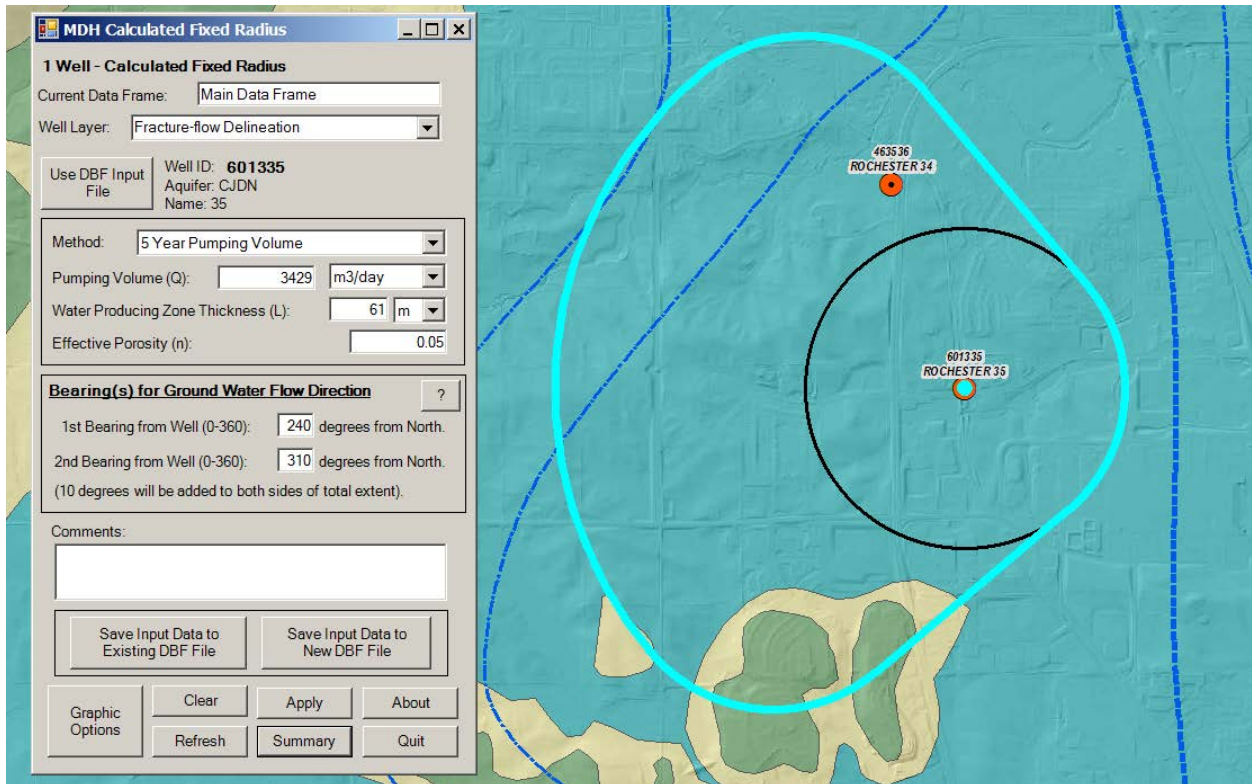 MDH Calculated Fixed Radius
1 Well - Calculated Fixed Radius
Current Data Frame: Main Data Frame
Well Layer: Fracture-flow Delineation
Use DBF Input
File
Well ID: 601335
Aquifer: CJDN
Name: 35
Method: 5 Year Pumping Volume
Pumping Volume (Q): 3429 m3/day
Water Producing Zone Thickness (L): 61 m
Effective Porosity (n): 0.05
Bearing(s) for Ground Water Flow Direction ?
1st Bearing from Well (0-360): 240 degrees from North.
2nd Bearing from Well (0-360): 310 degrees from North.
(10 degrees will be added to both sides of total extent).
Comments:
Save Input Data to
Existing DBF File
Save Input Data to
New DBF File
Graphic
Options
Clear
Apply
About
Refresh
Summary
Quit
463536
ROCHESTER 34
601335
ROCHESTER 35